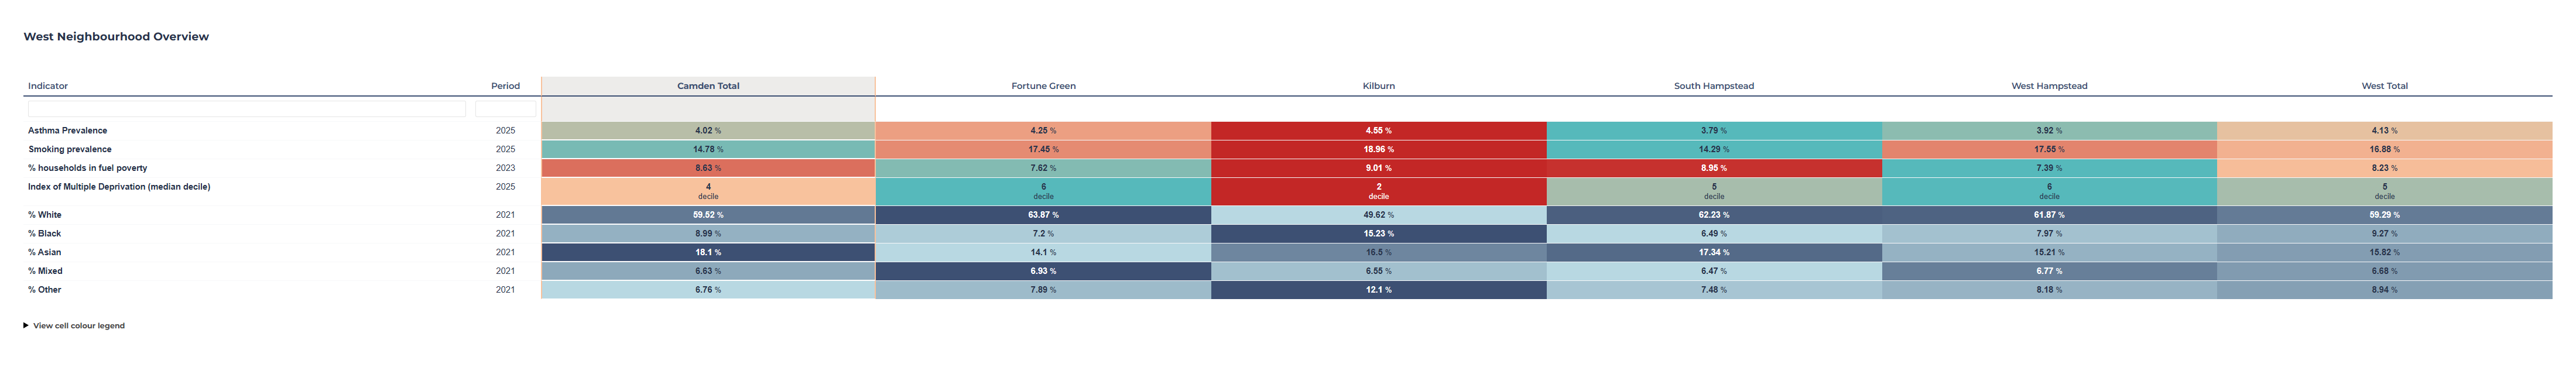 West Neighbourhood Overview
Indicator Period Camden Total Fortune Green Kilburn South Hampstead West Hampstead West Total
Asthma Prevalence 2025 4.02 % 4.25 % 4.55 % 3.79 % 3.92 % 4.13 %
Smoking prevalence 2025 14.78 % 17.45 % 18.96 % 14.29 % 17.55 % 16.88 %
% households in fuel poverty 2023 8.63 % 7.62 % 9.01 % 8.95 % 7.39 % 8.23 %
Index of Multiple Deprivation (median decile) 2025 4 6 2 5 6 5
decile decile decile decile decile decile
% White 2021 59.52 % 63.87 % 49.62 % 62.23 % 61.87 % 59.29 %
% Black 2021 8.99 % 7.2 % 15.23 % 6.49 % 7.97 % 9.27 %
% Asian 2021 18.1 % 14.1 % 16.5 % 17.34 % 15.21 % 15.82 %
% Mixed 2021 6.63 % 6.93 % 6.55 % 6.47 % 6.77 % 6.68 %
% Other 2021 6.76 % 7.89 % 12.1 % 7.48 % 8.18 % 8.94 %
View cell colour legend